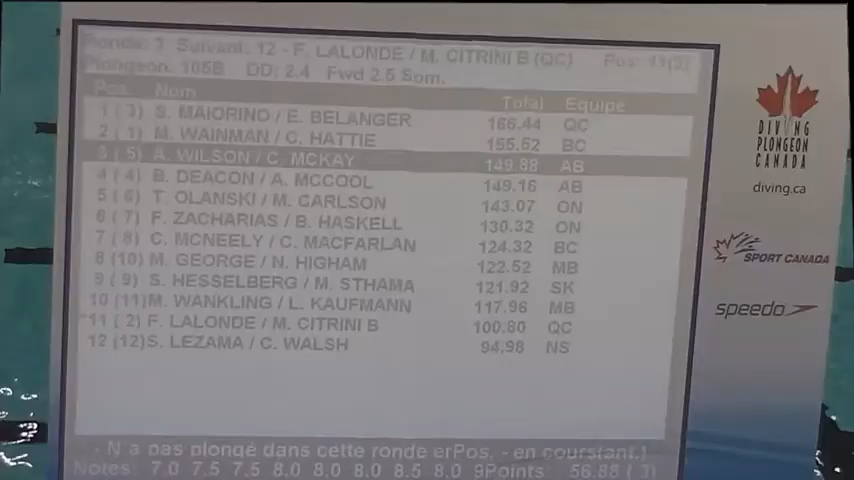 Ronde: 3 Suivant: 12 - F. LALONDE / M. CITRINI B (QC) Pos: 11(2)
Plongeon: 105B DD: 2.4 Fwd 2.5 Som.
Pos. Nom Total Equipe
1 (3) S. MAIORINO / E. BELANGER 166.44 QC
2 (1) M. WAINMAN / C. HATTIE 155.52 BC
3 (5) A. WILSON / C. MCKAY 149.88 AB
4 (4) B. DEACON / A. MCCOOL 149.16 AB
5 (6) T. OLANSKI / M. CARLSON 143.07 ON
6 (7) F. ZACHARIAS / B. HASKELL 130.32 ON
7 (8) C. MCNEELY / C. MACFARLAN 124.32 BC
8 (10) M. GEORGE / N. HIGHAM 122.52 MB
9 (9) S. HESSELBERG / M. STHAMA 121.92 SK
10 (11) M. WANKLING / L. KAUFMANN 117.96 MB
*11 (2) F. LALONDE / M. CITRINI B 100.80 QC
12 (12) S. LEZAMA / C. WALSH 94.98 NS
- N'a pas plongé dans cette ronde erPos. - en cours(ant.)
Notes: 7.0 7.5 7.5 8.0 8.0 8.0 8.5 8.0 9Points: 56.88 ( 3)
DIVING
PLONGEON
CANADA
diving.ca
SPORT CANADA
speedo